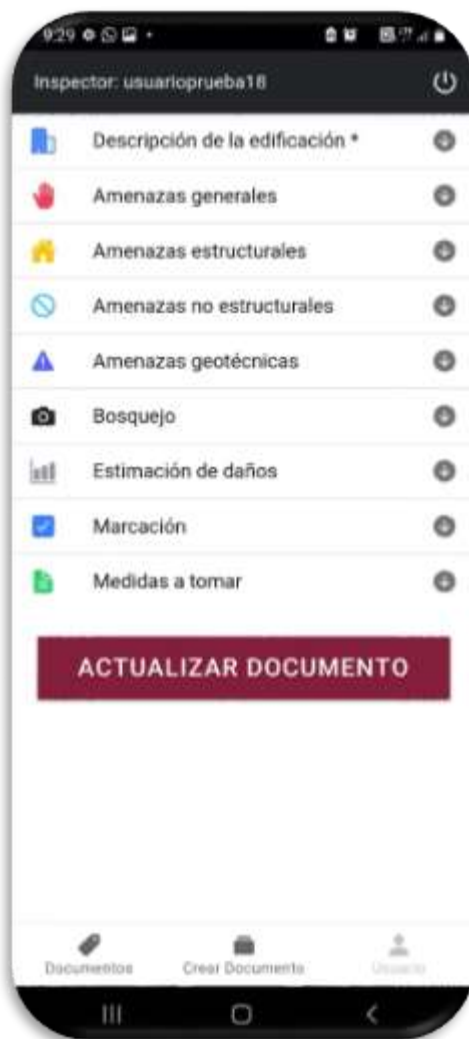 9:29
Inspector: usuarioprueba18
Descripción de la edificación *
Amenazas generales
Amenazas estructurales
Amenazas no estructurales
Amenazas geotécnicas
Bosquejo
Estimación de daños
Marcación
Medidas a tomar
ACTUALIZAR DOCUMENTO
Documentos
Crear Documento
Usuario